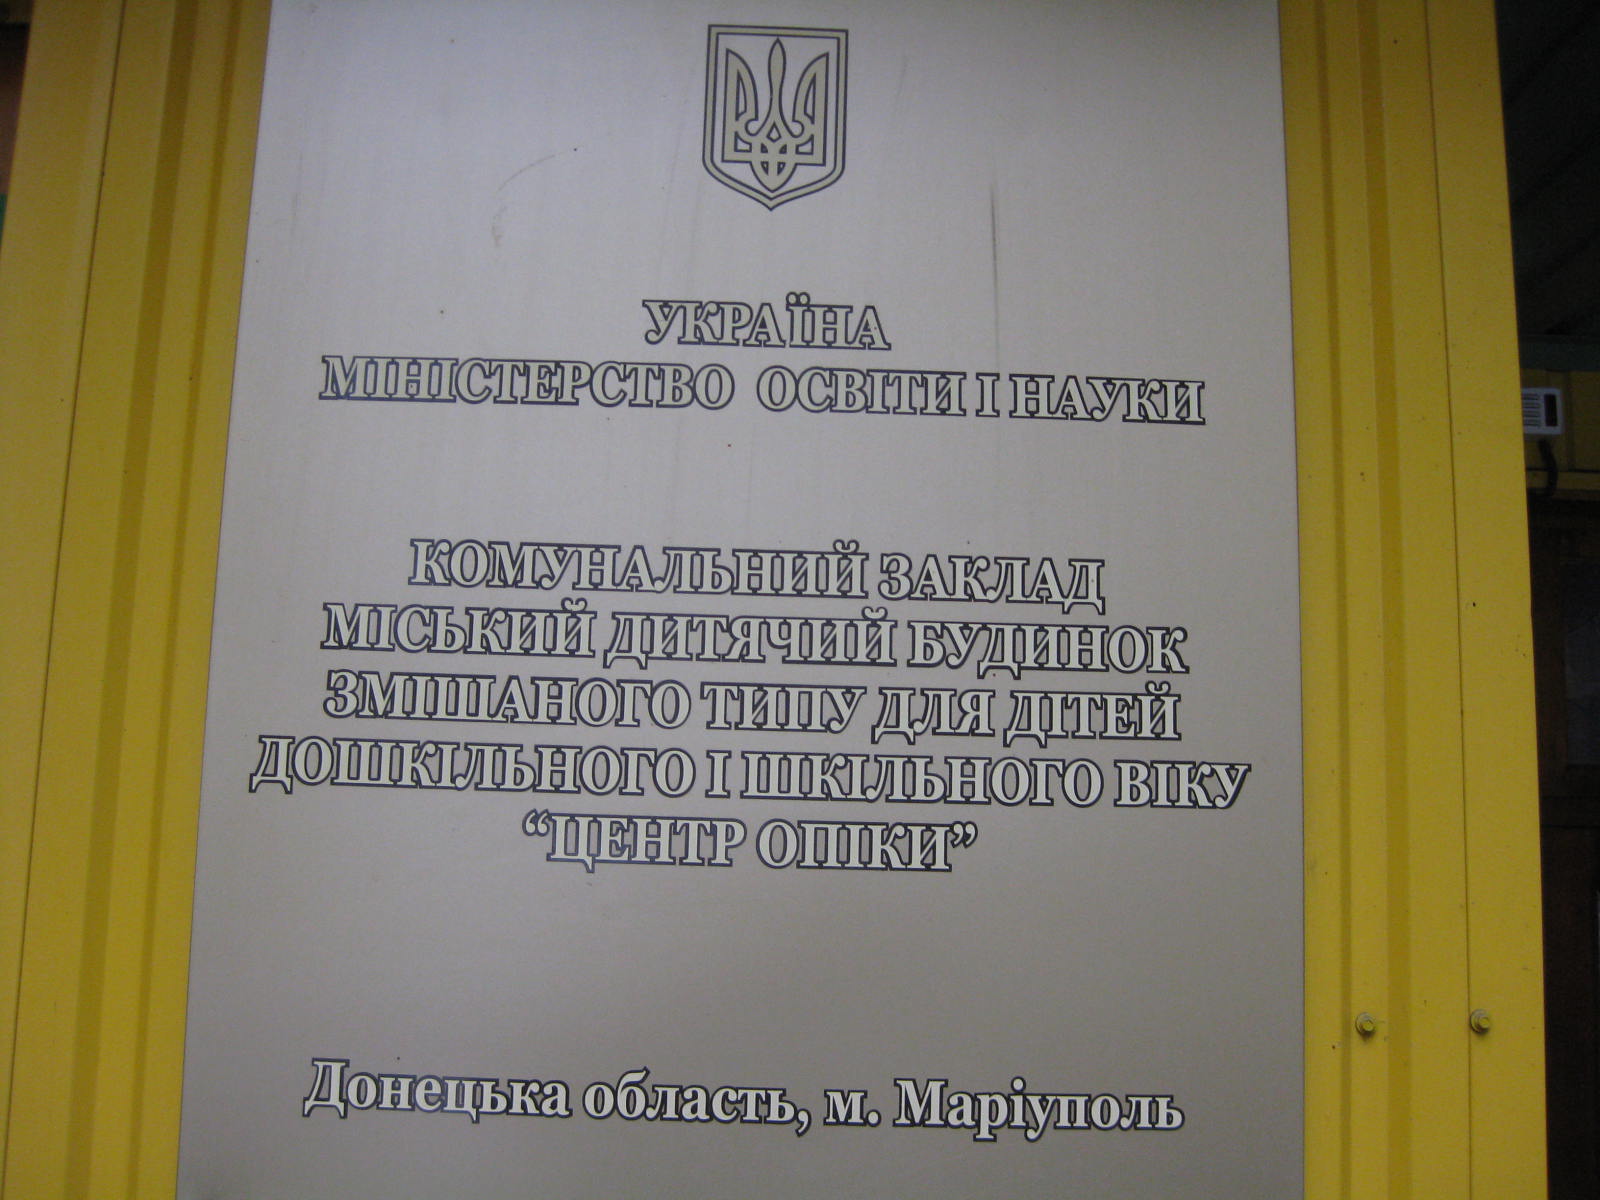 УКРАЇНА
МІНІСТЕРСТВО ОСВІТИ І НАУКИ
КОМУНАЛЬНИЙ ЗАКЛАД
МІСЬКИЙ ДИТЯЧИЙ БУДИНОК
ЗМІШАНОГО ТИПУ ДЛЯ ДІТЕЙ
ДОШКІЛЬНОГО І ШКІЛЬНОГО ВІКУ
“ЦЕНТР ОПІКИ”
Донецька область, м. Маріуполь